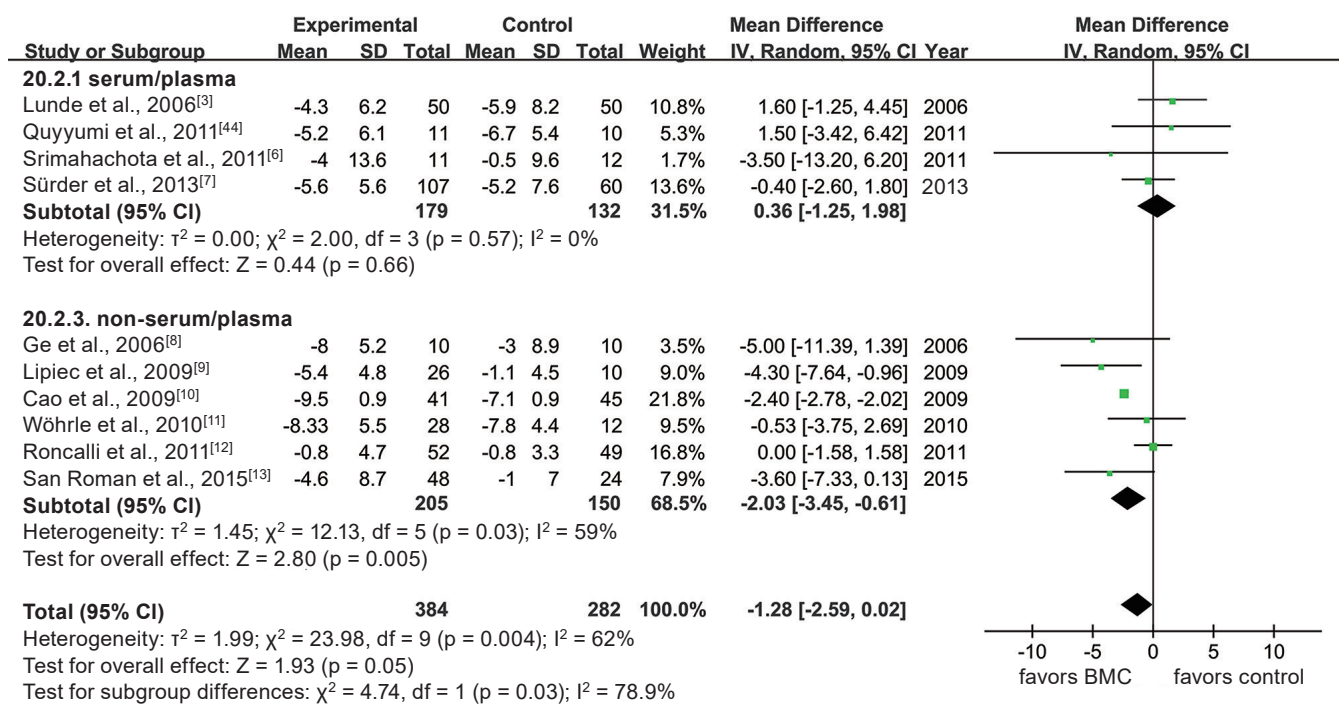 Experimental Control Mean Difference Mean Difference
Study or Subgroup Mean SD Total Mean SD Total Weight IV, Random, 95% CI Year IV, Random, 95% CI
20.2.1 serum/plasma
Lunde et al., 2006[3] -4.3 6.2 50 -5.9 8.2 50 10.8% 1.60 [-1.25, 4.45] 2006
Quyyumi et al., 2011[44] -5.2 6.1 11 -6.7 5.4 10 5.3% 1.50 [-3.42, 6.42] 2011
Srimahachota et al., 2011[6] -4 13.6 11 -0.5 9.6 12 1.7% -3.50 [-13.20, 6.20] 2011
Sürder et al., 2013[7] -5.6 5.6 107 -5.2 7.6 60 13.6% -0.40 [-2.60, 1.80] 2013
Subtotal (95% CI) 179 132 31.5% 0.36 [-1.25, 1.98]
Heterogeneity: τ² = 0.00; χ² = 2.00, df = 3 (p = 0.57); I² = 0%
Test for overall effect: Z = 0.44 (p = 0.66)
20.2.3. non-serum/plasma
Ge et al., 2006[8] -8 5.2 10 -3 8.9 10 3.5% -5.00 [-11.39, 1.39] 2006
Lipiec et al., 2009[9] -5.4 4.8 26 -1.1 4.5 10 9.0% -4.30 [-7.64, -0.96] 2009
Cao et al., 2009[10] -9.5 0.9 41 -7.1 0.9 45 21.8% -2.40 [-2.78, -2.02] 2009
Wöhrle et al., 2010[11] -8.33 5.5 28 -7.8 4.4 12 9.5% -0.53 [-3.75, 2.69] 2010
Roncalli et al., 2011[12] -0.8 4.7 52 -0.8 3.3 49 16.8% 0.00 [-1.58, 1.58] 2011
San Roman et al., 2015[13] -4.6 8.7 48 -1 7 24 7.9% -3.60 [-7.33, 0.13] 2015
Subtotal (95% CI) 205 150 68.5% -2.03 [-3.45, -0.61]
Heterogeneity: τ² = 1.45; χ² = 12.13, df = 5 (p = 0.03); I² = 59%
Test for overall effect: Z = 2.80 (p = 0.005)
Total (95% CI) 384 282 100.0% -1.28 [-2.59, 0.02]
Heterogeneity: τ² = 1.99; χ² = 23.98, df = 9 (p = 0.004); I² = 62%
Test for overall effect: Z = 1.93 (p = 0.05)
Test for subgroup differences: χ² = 4.74, df = 1 (p = 0.03); I² = 78.9%
-10 -5 0 5 10
favors BMC favors control